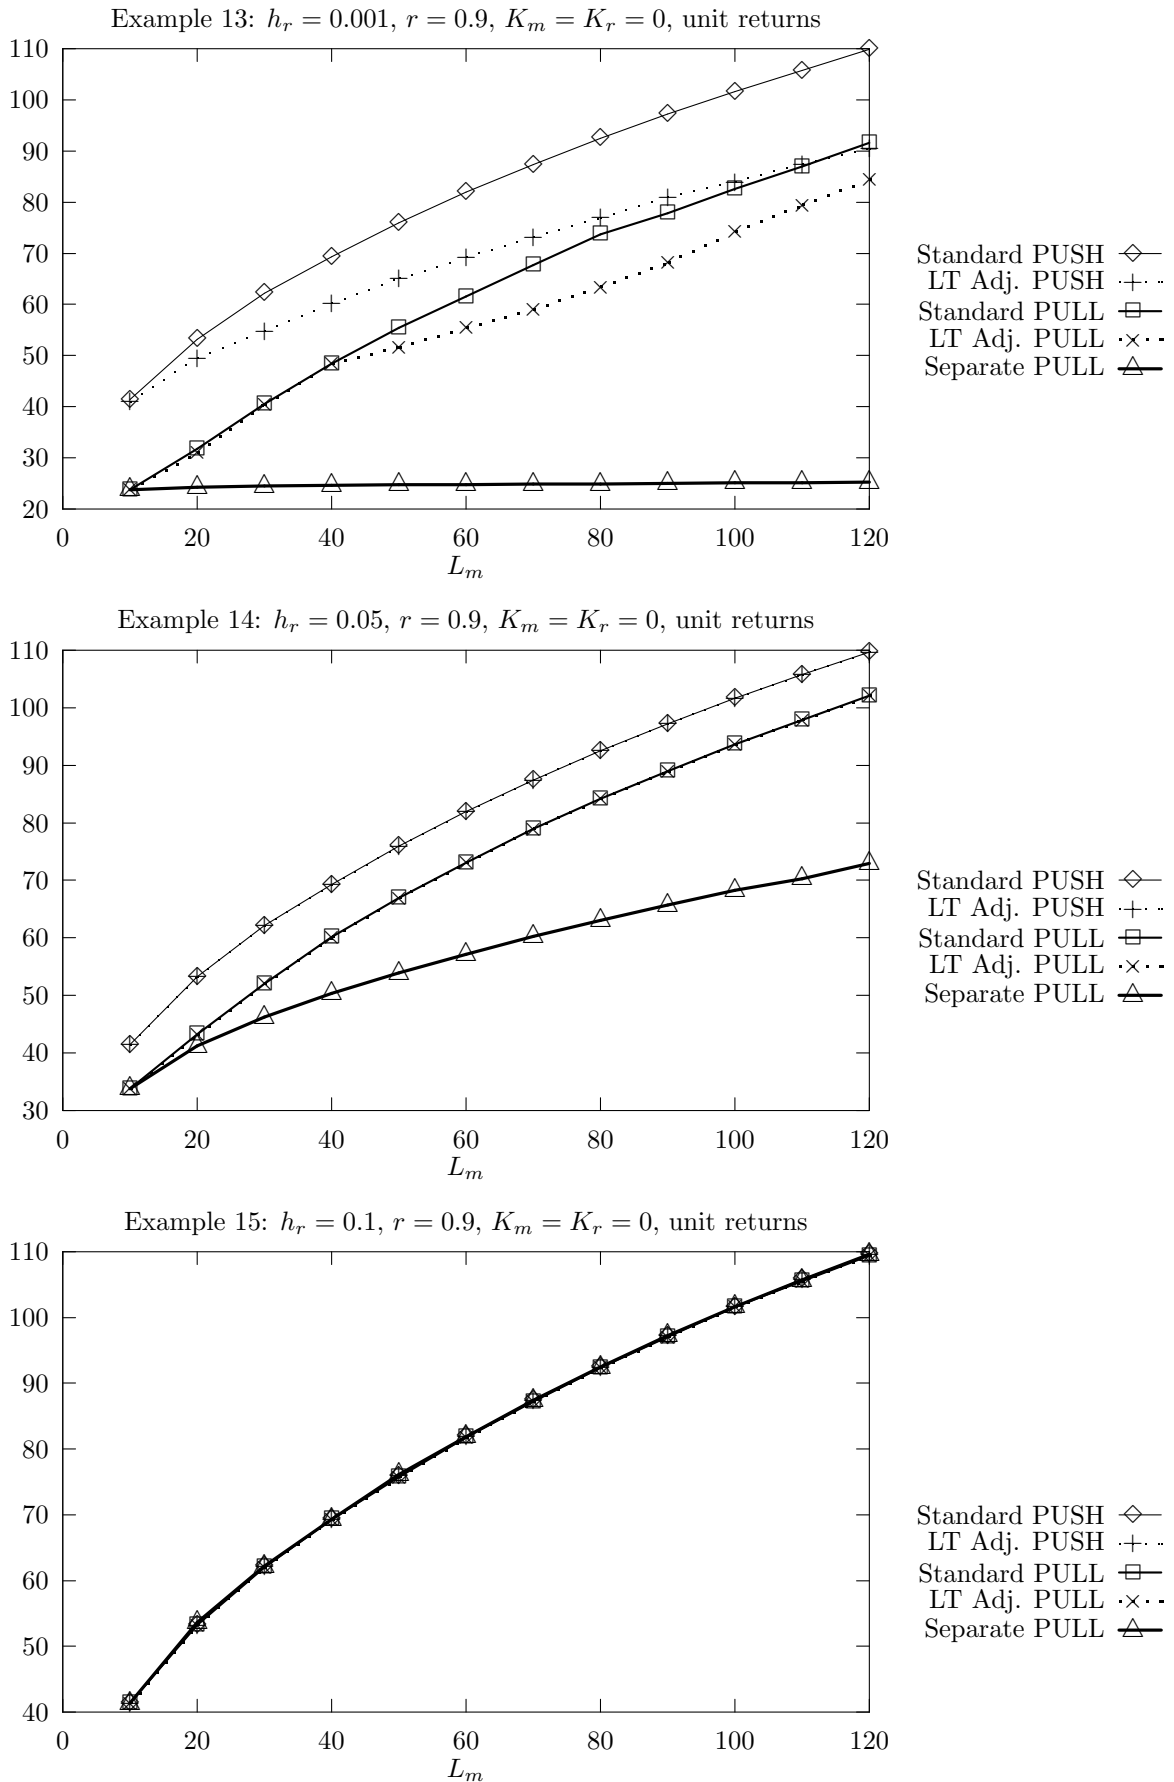 Example 13: h_r = 0.001, r = 0.9, K_m = K_r = 0, unit returns
110
100
90
80
70
60
50
40
30
20
0 20 40 60 80 100 120
L_m
Standard PUSH
LT Adj. PUSH
Standard PULL
LT Adj. PULL
Separate PULL
Example 14: h_r = 0.05, r = 0.9, K_m = K_r = 0, unit returns
110
100
90
80
70
60
50
40
30
0 20 40 60 80 100 120
L_m
Standard PUSH
LT Adj. PUSH
Standard PULL
LT Adj. PULL
Separate PULL
Example 15: h_r = 0.1, r = 0.9, K_m = K_r = 0, unit returns
110
100
90
80
70
60
50
40
0 20 40 60 80 100 120
L_m
Standard PUSH
LT Adj. PUSH
Standard PULL
LT Adj. PULL
Separate PULL